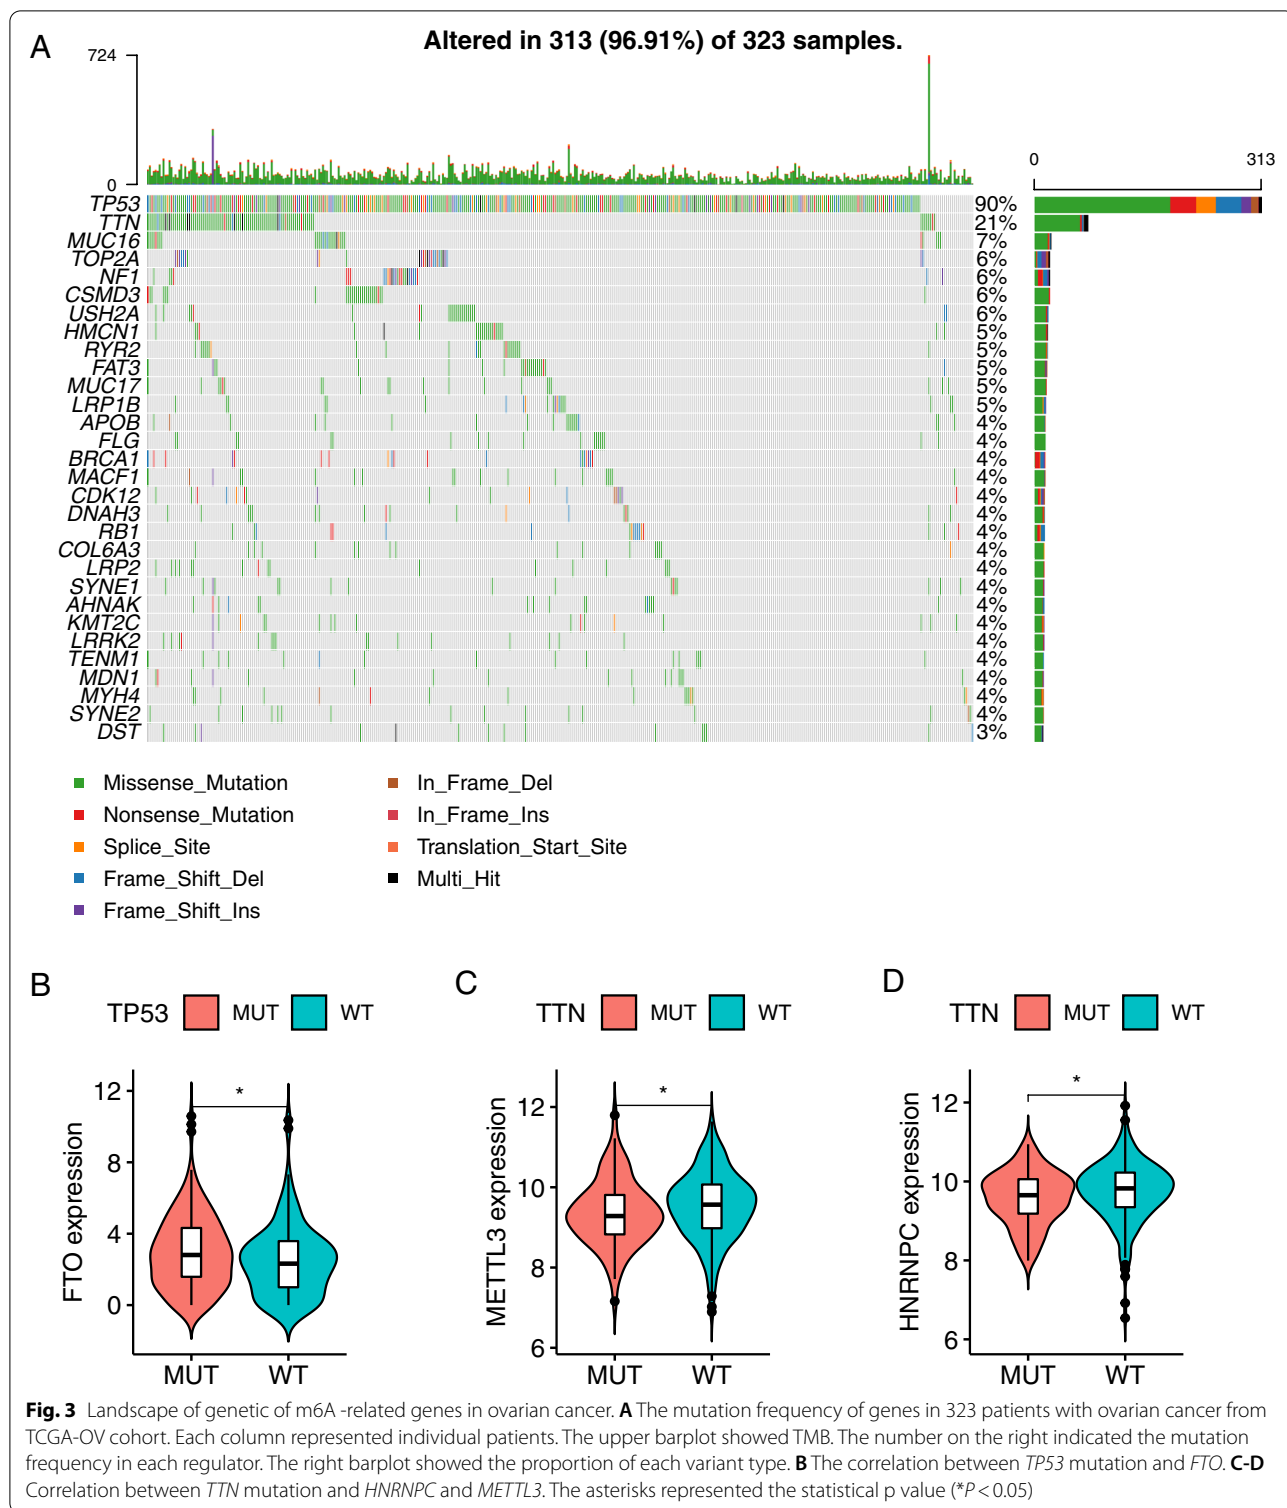 A
Altered in 313 (96.91%) of 323 samples.
724
0
0 313
TP53 90%
TTN 21%
MUC16 7%
TOP2A 6%
NF1 6%
CSMD3 6%
USH2A 6%
HMCN1 5%
RYR2 5%
FAT3 5%
MUC17 5%
LRP1B 5%
APOB 4%
FLG 4%
BRCA1 4%
MACF1 4%
CDK12 4%
DNAH3 4%
RB1 4%
COL6A3 4%
LRP2 4%
SYNE1 4%
AHNAK 4%
KMT2C 4%
LRRK2 4%
TENM1 4%
MDN1 4%
MYH4 4%
SYNE2 4%
DST 3%
Missense_Mutation
Nonsense_Mutation
Splice_Site
Frame_Shift_Del
Frame_Shift_Ins
In_Frame_Del
In_Frame_Ins
Translation_Start_Site
Multi_Hit
B
TP53 MUT WT
FTO expression
12
8
4
0
*
MUT WT
C
TTN MUT WT
METTL3 expression
12
10
8
6
*
MUT WT
D
TTN MUT WT
HNRNPC expression
12
10
8
6
*
MUT WT
Fig. 3 Landscape of genetic of m6A -related genes in ovarian cancer. A The mutation frequency of genes in 323 patients with ovarian cancer from
TCGA-OV cohort. Each column represented individual patients. The upper barplot showed TMB. The number on the right indicated the mutation
frequency in each regulator. The right barplot showed the proportion of each variant type. B The correlation between TP53 mutation and FTO. C-D
Correlation between TTN mutation and HNRNPC and METTL3. The asterisks represented the statistical p value (*P < 0.05)